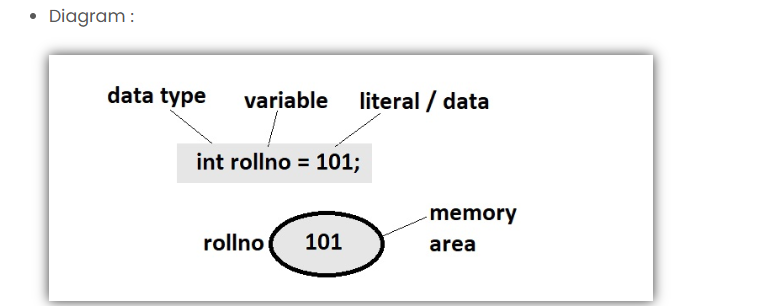 • Diagram :
data type variable literal / data
int rollno = 101;
memory
rollno 101 area